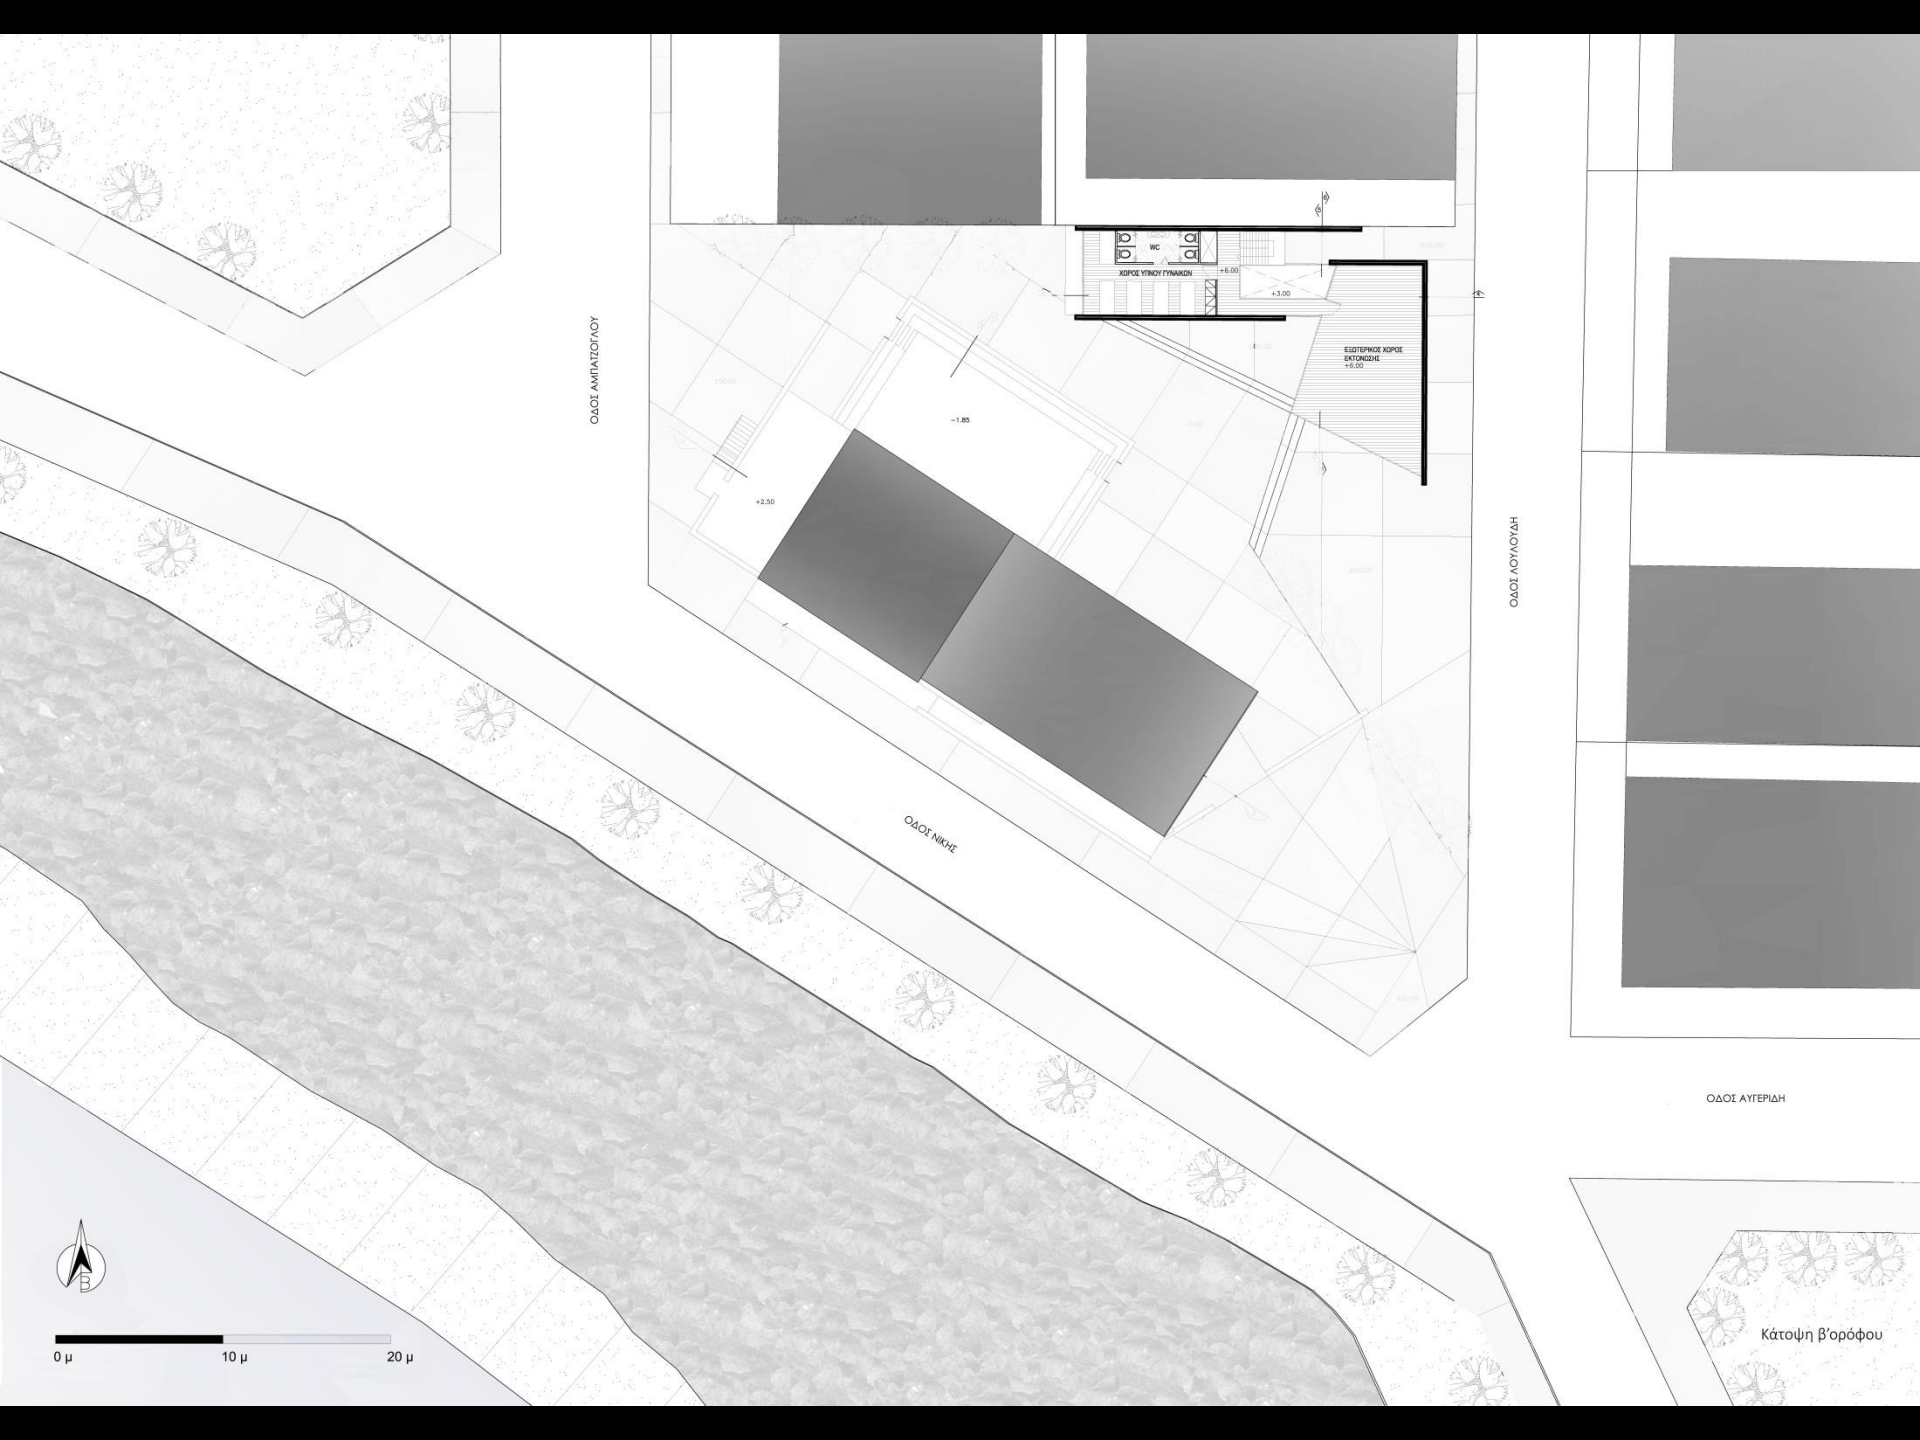 WC
ΧΩΡΟΣ ΥΠΝΟΥ ΓΥΝΑΙΚΩΝ
+6.00
+3.00
ΕΞΩΤΕΡΙΚΟΣ ΧΩΡΟΣ
ΕΚΤΟΝΩΣΗΣ
+6.00
ΟΔΟΣ ΑΜΠΑΤΖΟΓΛΟΥ
-1.85
+2.50
ΟΔΟΣ ΛΟΥΛΟΥΔΗ
ΟΔΟΣ ΝΙΚΗΣ
ΟΔΟΣ ΑΥΓΕΡΙΔΗ
Β
0 μ
10 μ
20 μ
Κάτοψη β'ορόφου